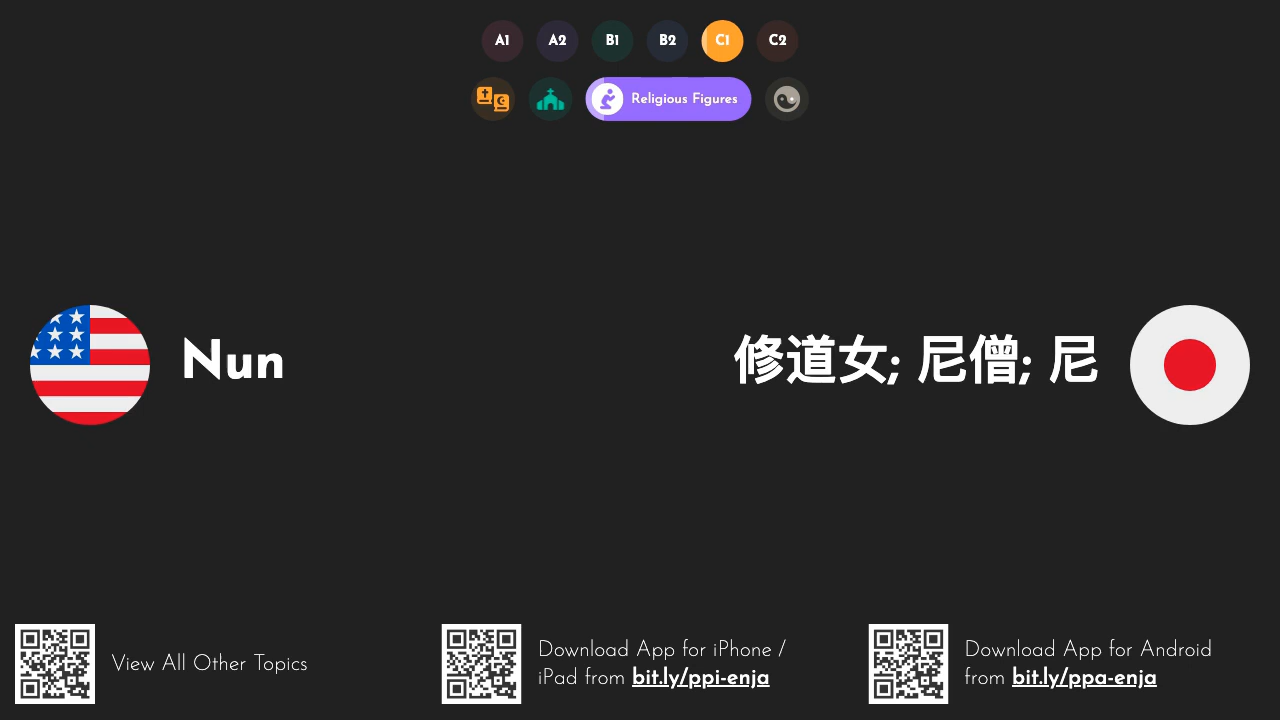 A1 A2 B1 B2 C1 C2
Religious Figures
Nun
修道女; 尼僧; 尼
View All Other Topics
Download App for iPhone /
iPad from bit.ly/ppi-enja
Download App for Android
from bit.ly/ppa-enja